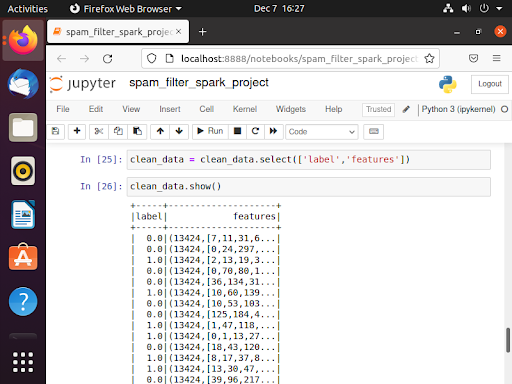 Activities Firefox Web Browser Dec 7 16:27
spam_filter_spark_project
localhost:8888/notebooks/spam_filter_spark_project
jupyter spam_filter_spark_project Logout
File Edit View Insert Cell Kernel Widgets Help Trusted Python 3 (ipykernel)
Run Code
In [25]: clean_data = clean_data.select(['label','features'])
In [26]: clean_data.show()
+-----+--------------------+
|label|            features|
+-----+--------------------+
|  0.0|(13424,[7,11,31,6...|
|  0.0|(13424,[0,24,297,...|
|  1.0|(13424,[2,13,19,3...|
|  0.0|(13424,[0,70,80,1...|
|  0.0|(13424,[36,134,31...|
|  1.0|(13424,[10,60,139...|
|  0.0|(13424,[10,53,103...|
|  0.0|(13424,[125,184,4...|
|  1.0|(13424,[1,47,118,...|
|  1.0|(13424,[0,1,13,27...|
|  0.0|(13424,[18,43,120...|
|  1.0|(13424,[8,17,37,8...|
|  1.0|(13424,[13,30,47,...|
|  0.0|(13424,[39,96,217...|